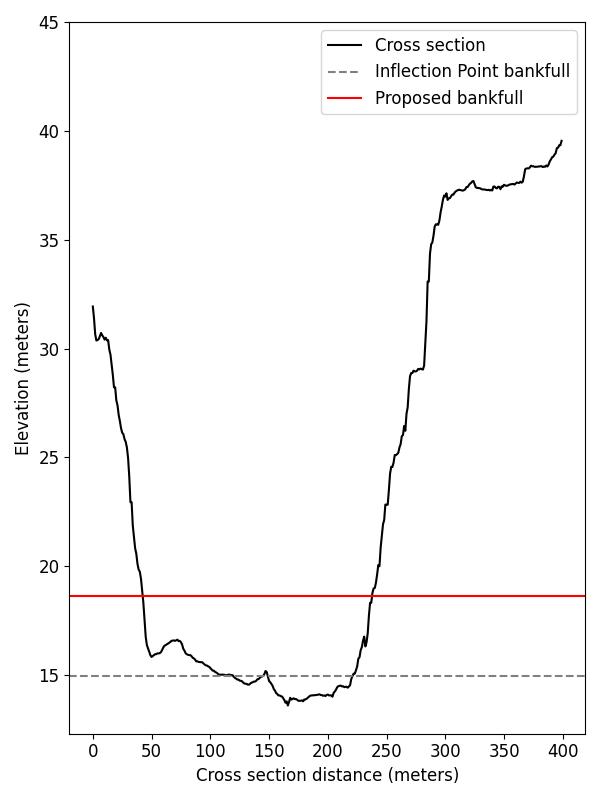 45
40
35
30
25
20
15
Elevation (meters)
Cross section
Inflection Point bankfull
Proposed bankfull
0 50 100 150 200 250 300 350 400
Cross section distance (meters)